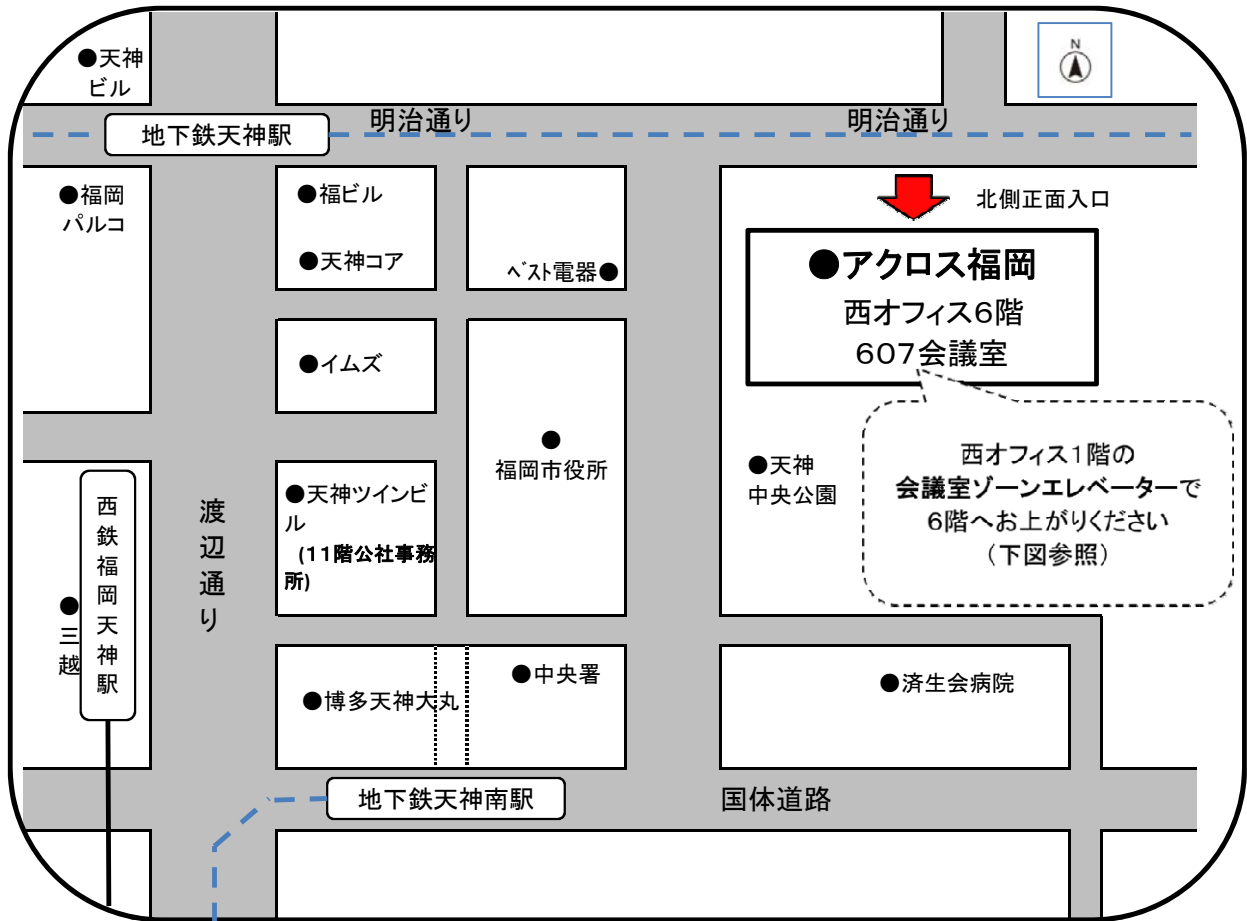 ●天神
ビル
N
地下鉄天神駅
明治通り
明治通り
●福岡
パルコ
●福ビル
●天神コア
ベスト電器●
北側正面入口
●アクロス福岡
西オフィス6階
607会議室
●イムズ
●
福岡市役所
●天神
中央公園
西オフィス1階の
会議室ゾーンエレベーターで
6階へお上がりください
(下図参照)
西鉄福岡天神駅
渡辺通り
●天神ツインビ
ル
(11階公社事務
所)
●三越
●博多天神大丸
●中央署
●済生会病院
地下鉄天神南駅
国体道路